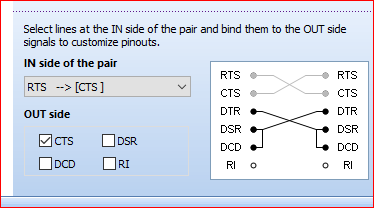 Select lines at the IN side of the pair and bind them to the OUT side
signals to customize pinouts.
IN side of the pair
RTS --> [CTS ]
OUT side
CTS DSR
DCD RI
RTS RTS
CTS CTS
DTR DTR
DSR DSR
DCD DCD
RI RI